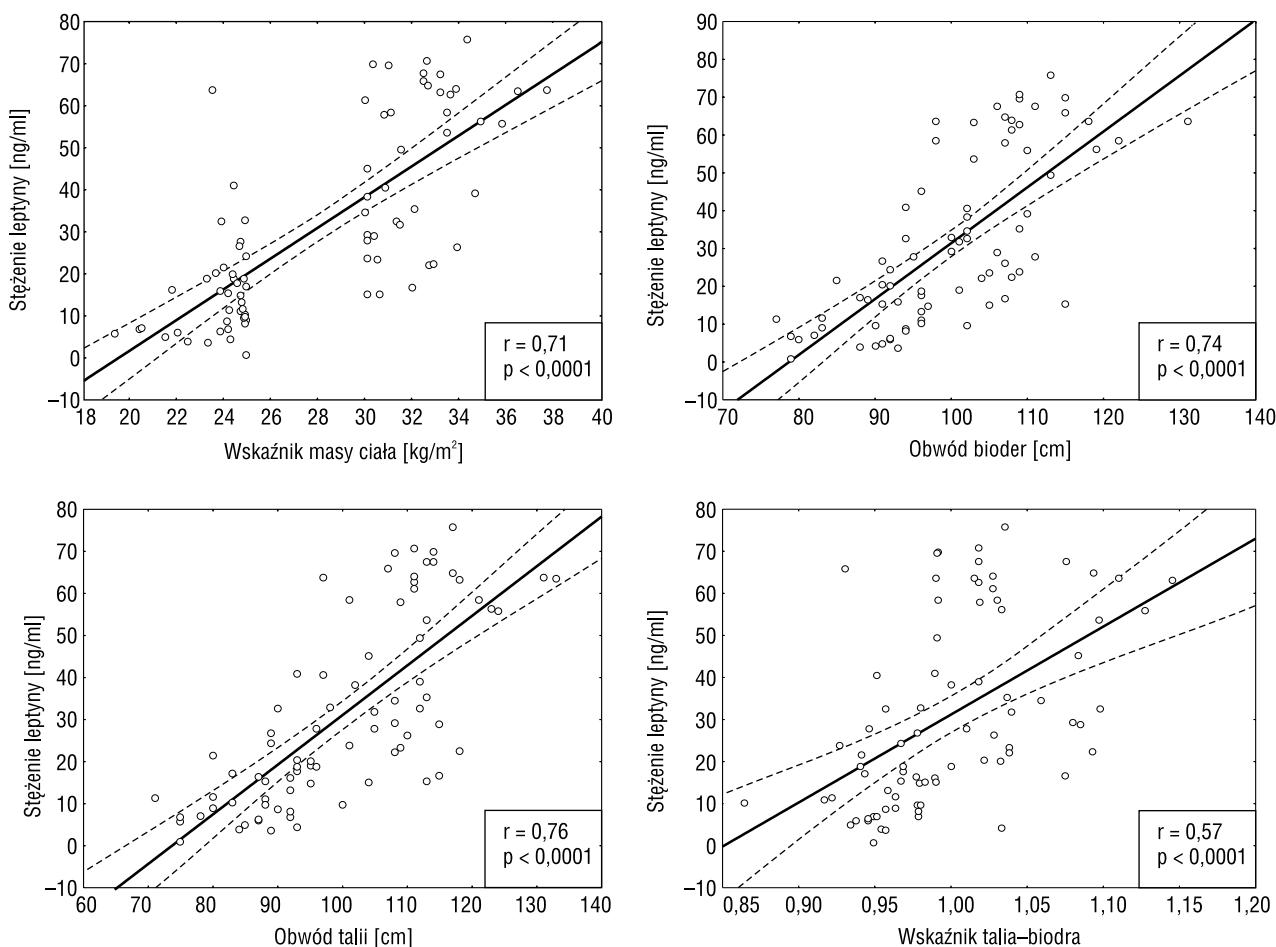 80
70
60
50
40
30
20
10
0
–10
Stężenie leptyny [ng/ml]
r = 0,71
p < 0,0001
18 20 22 24 26 28 30 32 34 36 38 40
Wskaźnik masy ciała [kg/m²]
90
80
70
60
50
40
30
20
10
0
–10
Stężenie leptyny [ng/ml]
r = 0,74
p < 0,0001
70 80 90 100 110 120 130 140
Obwód bioder [cm]
80
70
60
50
40
30
20
10
0
–10
Stężenie leptyny [ng/ml]
r = 0,76
p < 0,0001
60 70 80 90 100 110 120 130 140
Obwód talii [cm]
80
70
60
50
40
30
20
10
0
–10
Stężenie leptyny [ng/ml]
r = 0,57
p < 0,0001
0,85 0,90 0,95 1,00 1,05 1,10 1,15 1,20
Wskaźnik talia–biodra